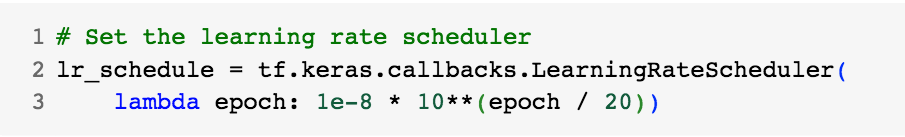 1 # Set the learning rate scheduler
2 lr_schedule = tf.keras.callbacks.LearningRateScheduler(
3     lambda epoch: 1e-8 * 10**(epoch / 20))